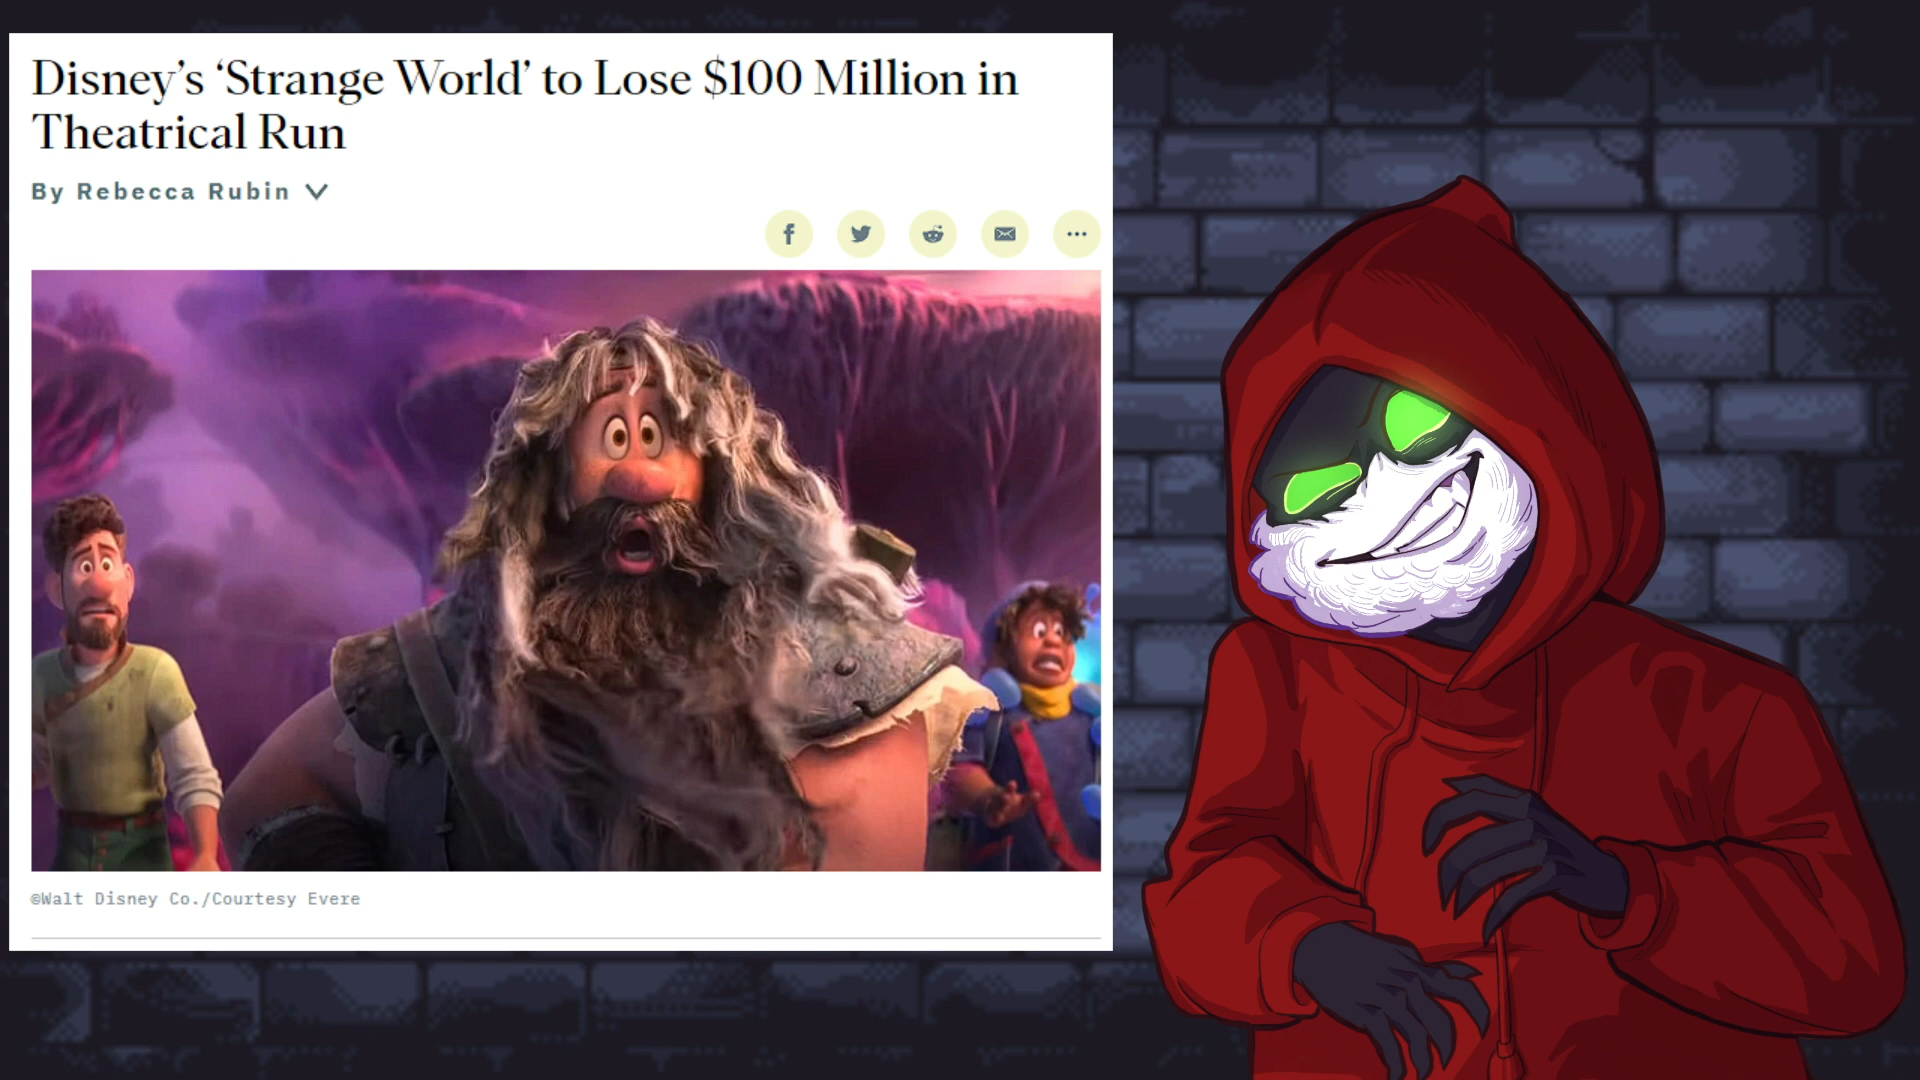 Disney’s ‘Strange World’ to Lose $100 Million in
Theatrical Run
By Rebecca Rubin
©Walt Disney Co./Courtesy Evere